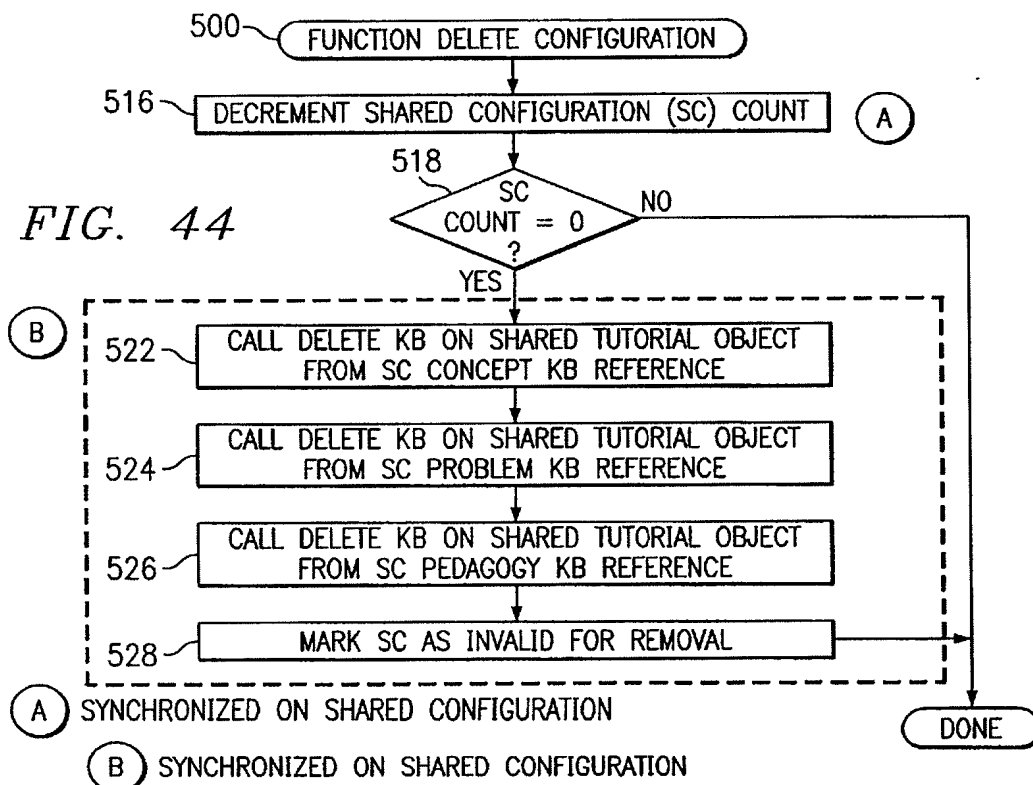 500
FUNCTION DELETE CONFIGURATION
516
DECREMENT SHARED CONFIGURATION (SC) COUNT
A
518
SC
COUNT = 0
?
NO
YES
FIG. 44
B
522
CALL DELETE KB ON SHARED TUTORIAL OBJECT
FROM SC CONCEPT KB REFERENCE
524
CALL DELETE KB ON SHARED TUTORIAL OBJECT
FROM SC PROBLEM KB REFERENCE
526
CALL DELETE KB ON SHARED TUTORIAL OBJECT
FROM SC PEDAGOGY KB REFERENCE
528
MARK SC AS INVALID FOR REMOVAL
A SYNCHRONIZED ON SHARED CONFIGURATION
DONE
B SYNCHRONIZED ON SHARED CONFIGURATION